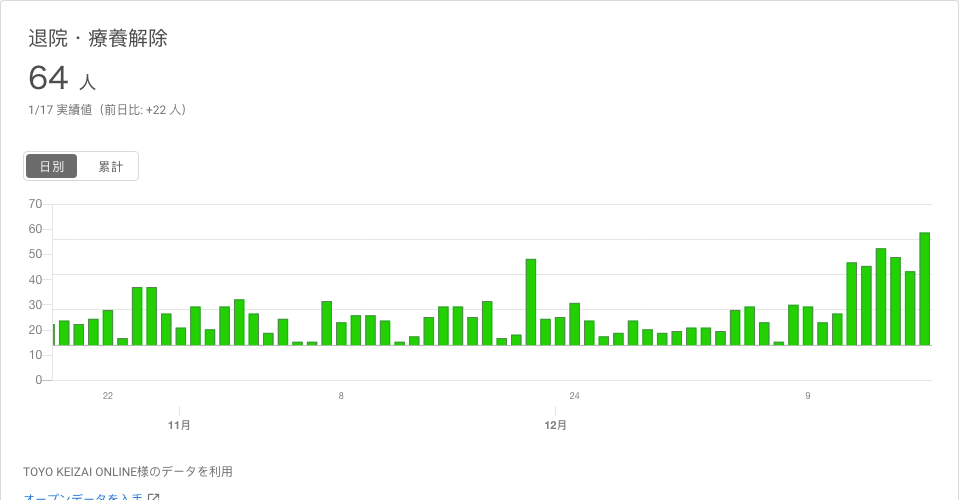 退院・療養解除
64 人
1/17 実績値（前日比: +22 人）
日別 累計
70
60
50
40
30
20
10
0
22 8 24 9
11月 12月
TOYO KEIZAI ONLINE様のデータを利用
オープンデータを入手